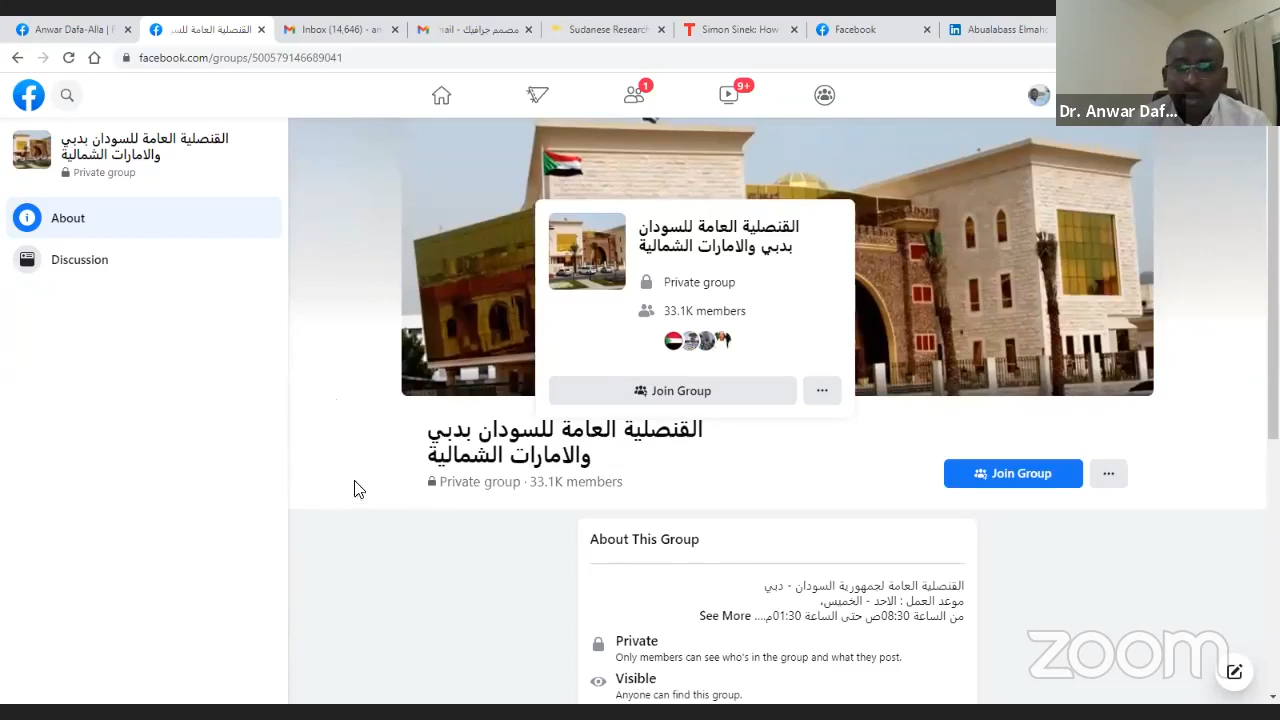 Anwar Dafa-Alla |
القنصلية العامة للس
Inbox (14,646) - an
مصمم جرافيك - mail
Sudanese Research
Simon Sinek: How
Facebook
Abualabass Elmaho
facebook.com/groups/500579146689041
1
9+
Dr. Anwar Daf...
القنصلية العامة للسودان بدبي
والامارات الشمالية
Private group
About
Discussion
القنصلية العامة للسودان
بدبي والامارات الشمالية
Private group
33.1K members
Join Group
القنصلية العامة للسودان بدبي
والامارات الشمالية
Private group · 33.1K members
Join Group
About This Group
القنصلية العامة لجمهورية السودان - دبي
موعد العمل : الاحد - الخميس،
من الساعة 08:30ص حتى الساعة 01:30م.... See More
Private
Only members can see who's in the group and what they post.
Visible
Anyone can find this group.
zoom